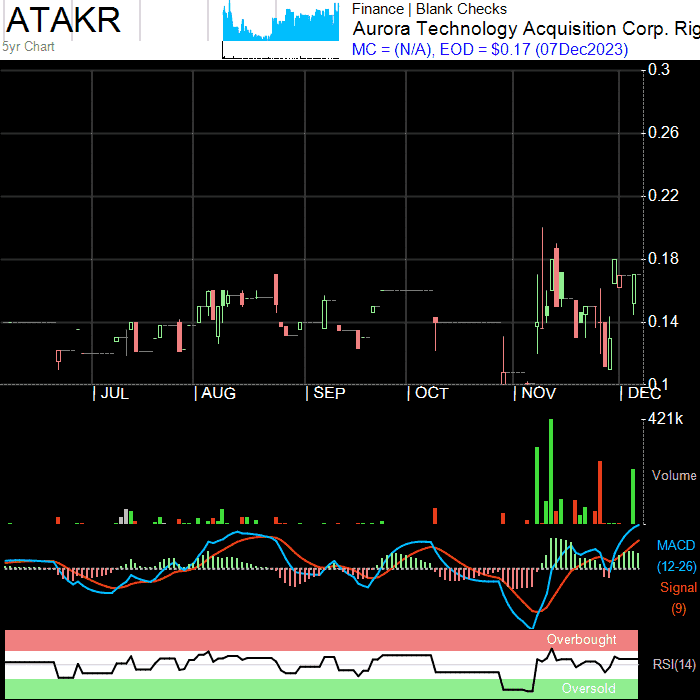 ATAKR
5yr Chart
Finance | Blank Checks
Aurora Technology Acquisition Corp. Rig
MC = (N/A), EOD = $0.17 (07Dec2023)
0.3
0.26
0.22
0.18
0.14
0.1
| JUL | AUG | SEP | OCT | NOV | DEC
421k
Volume
MACD
(12-26)
Signal
(9)
Overbought
RSI(14)
Oversold